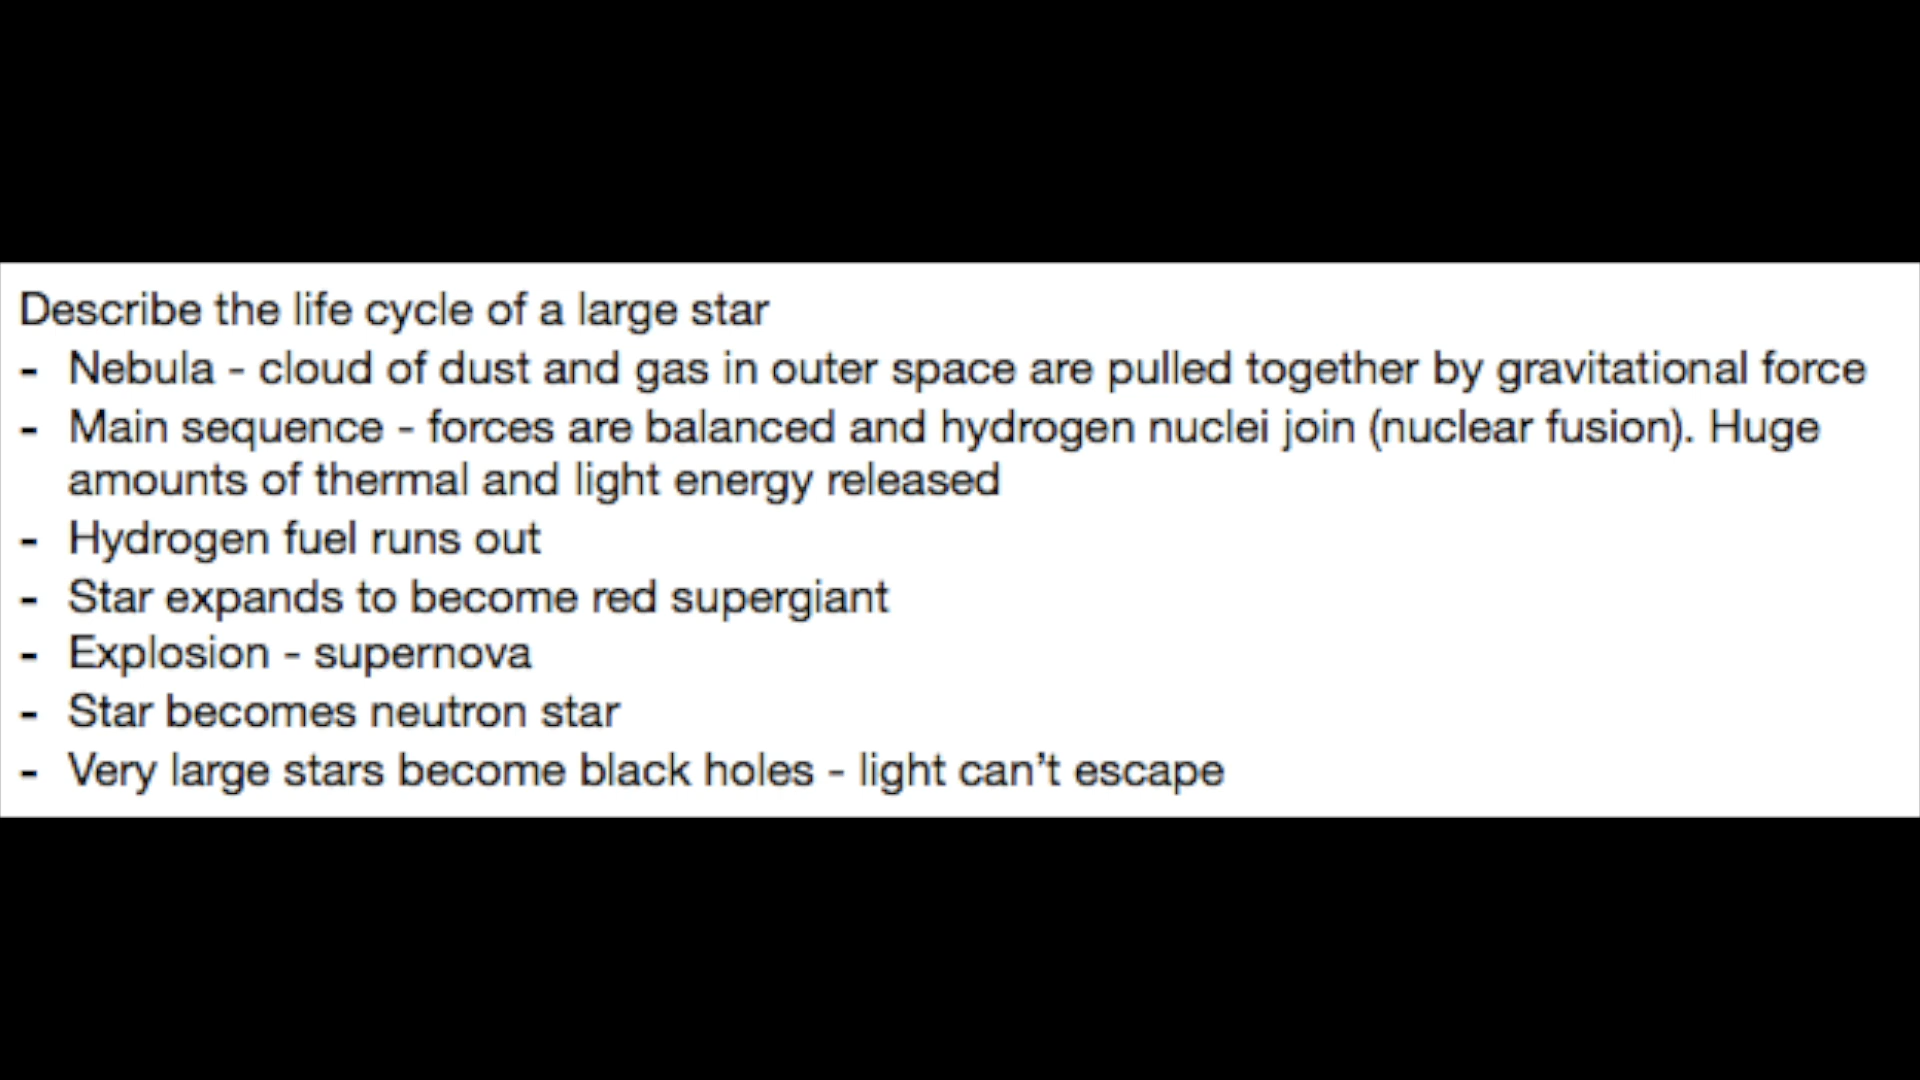 Describe the life cycle of a large star
- Nebula - cloud of dust and gas in outer space are pulled together by gravitational force
- Main sequence - forces are balanced and hydrogen nuclei join (nuclear fusion). Huge
amounts of thermal and light energy released
- Hydrogen fuel runs out
- Star expands to become red supergiant
- Explosion - supernova
- Star becomes neutron star
- Very large stars become black holes - light can’t escape